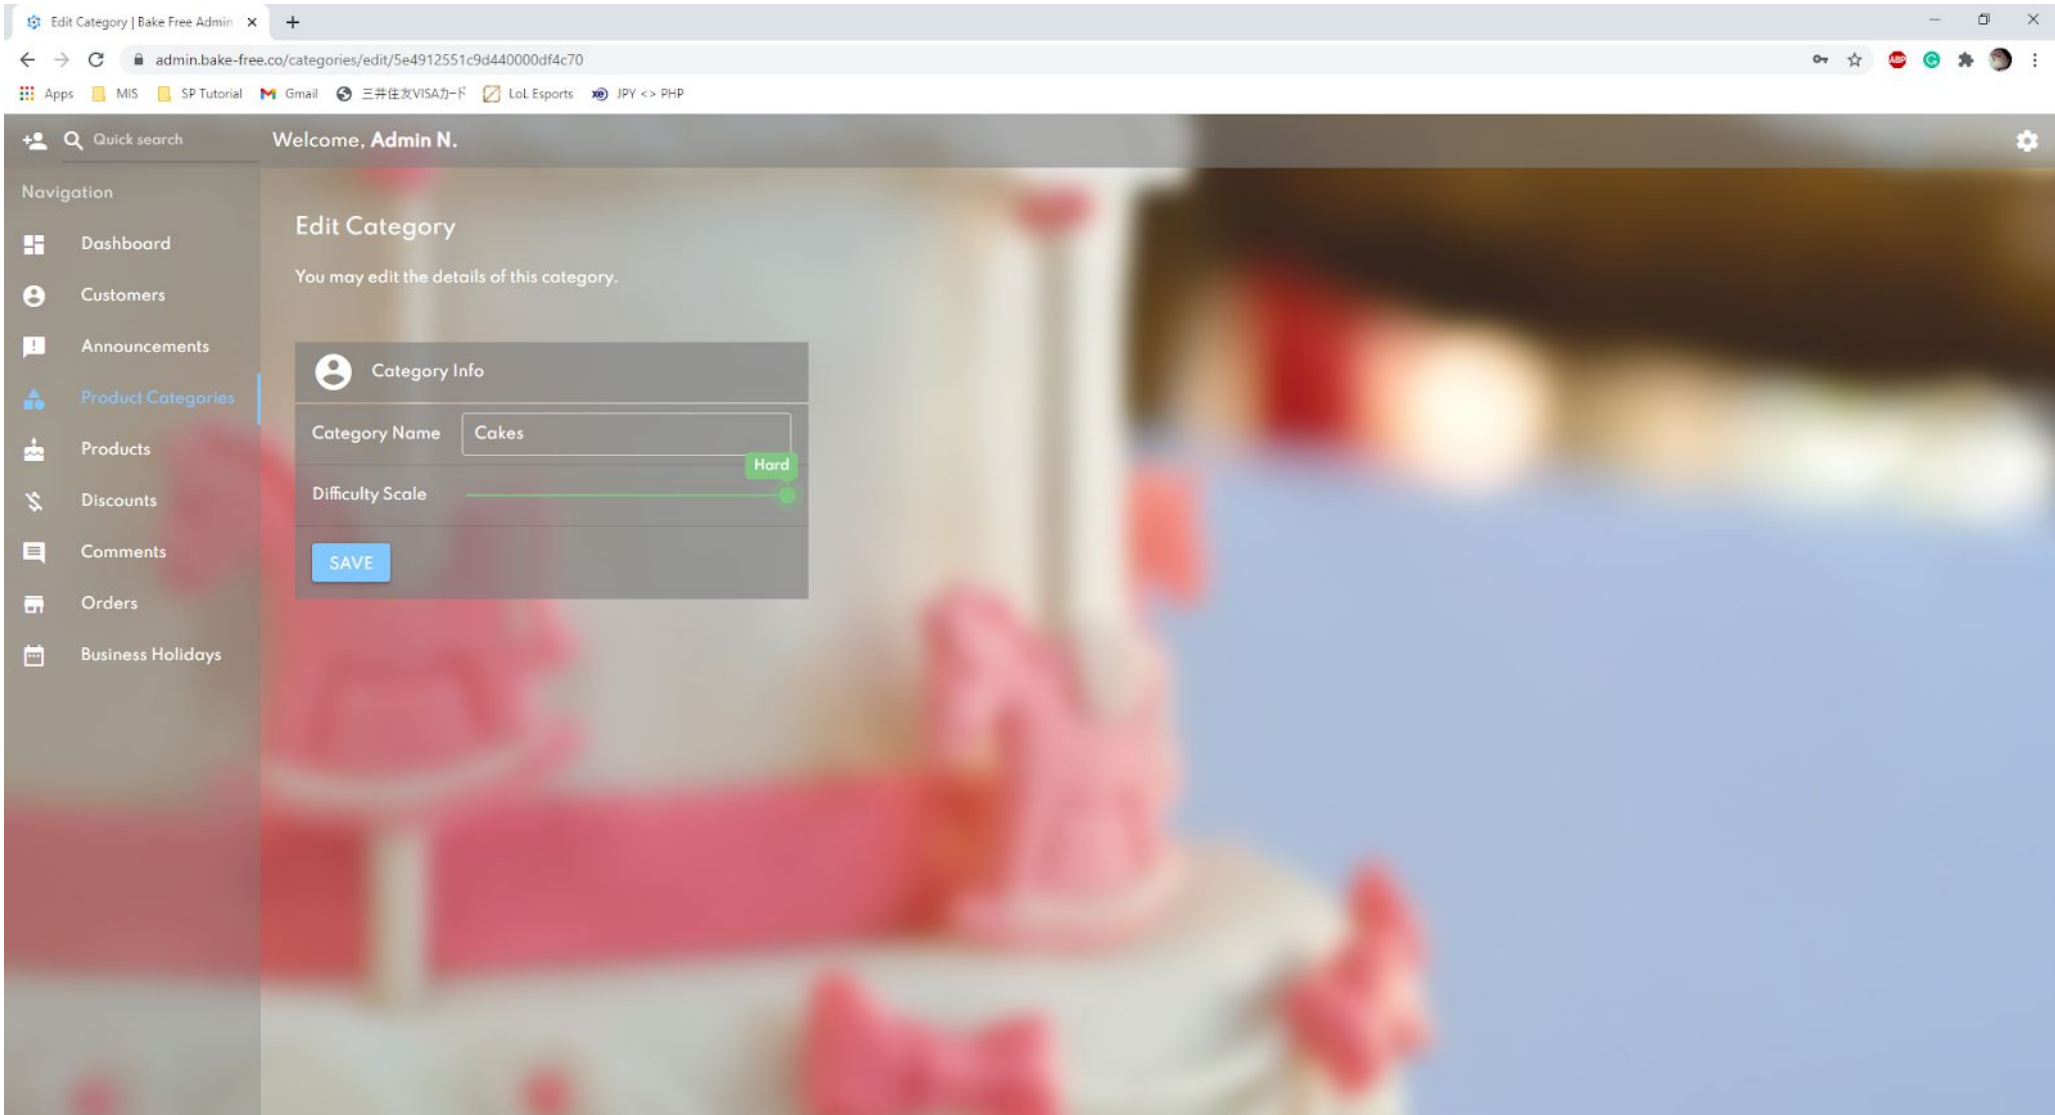 Edit Category | Bake Free Admin
admin.bake-free.co/categories/edit/5e4912551c9d440000df4c70
ABP
G
Apps MIS SP Tutorial Gmail 三井住友VISAカード LoL Esports xe JPY <> PHP
Quick search
Welcome, Admin N.
Navigation
Dashboard
Customers
Announcements
Product Categories
Products
Discounts
Comments
Orders
Business Holidays
Edit Category
You may edit the details of this category.
Category Info
Category Name Cakes
Hard
Difficulty Scale
SAVE